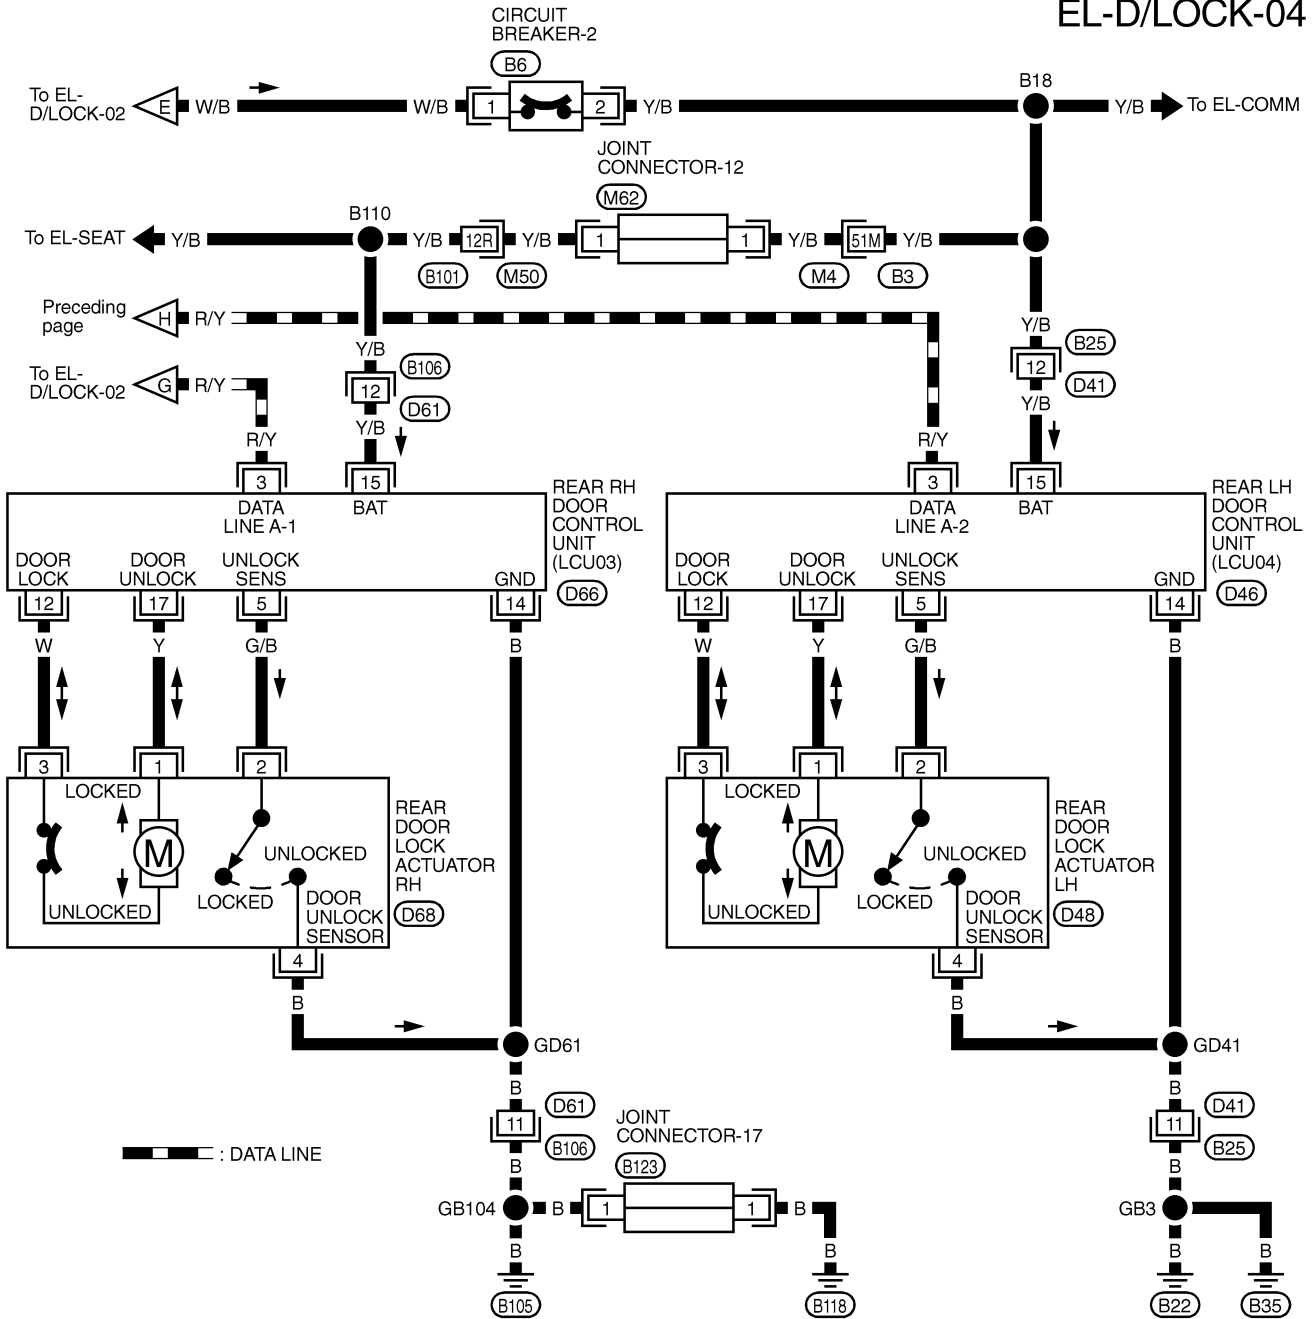 EL-D/LOCK-04
CIRCUIT
BREAKER-2
B6
To EL-
D/LOCK-02
E
W/B
W/B
1
2
Y/B
B18
Y/B
To EL-COMM
JOINT
CONNECTOR-12
M62
To EL-SEAT
Y/B
B110
Y/B
12R
Y/B
1
1
Y/B
51M
Y/B
B101
M50
M4
B3
Preceding
page
H
R/Y
Y/B
B106
12
D61
Y/B
Y/B
B25
12
D41
Y/B
To EL-
D/LOCK-02
G
R/Y
R/Y
R/Y
3
15
3
15
DATA
LINE A-1
BAT
REAR RH
DOOR
CONTROL
UNIT
(LCU03)
D66
DATA
LINE A-2
BAT
REAR LH
DOOR
CONTROL
UNIT
(LCU04)
D46
DOOR
LOCK
DOOR
UNLOCK
UNLOCK
SENS
GND
DOOR
LOCK
DOOR
UNLOCK
UNLOCK
SENS
GND
12
17
5
14
12
17
5
14
W
Y
G/B
B
W
Y
G/B
B
3
1
2
3
1
2
LOCKED
M
UNLOCKED
UNLOCKED
LOCKED
DOOR
UNLOCK
SENSOR
REAR
DOOR
LOCK
ACTUATOR
RH
D68
LOCKED
M
UNLOCKED
UNLOCKED
LOCKED
DOOR
UNLOCK
SENSOR
REAR
DOOR
LOCK
ACTUATOR
LH
D48
4
4
B
B
GD61
GD41
B
D61
11
B106
B
B
D41
11
B25
B
: DATA LINE
JOINT
CONNECTOR-17
B123
GB104
B
1
1
B
GB3
B
B
B
B105
B118
B22
B35